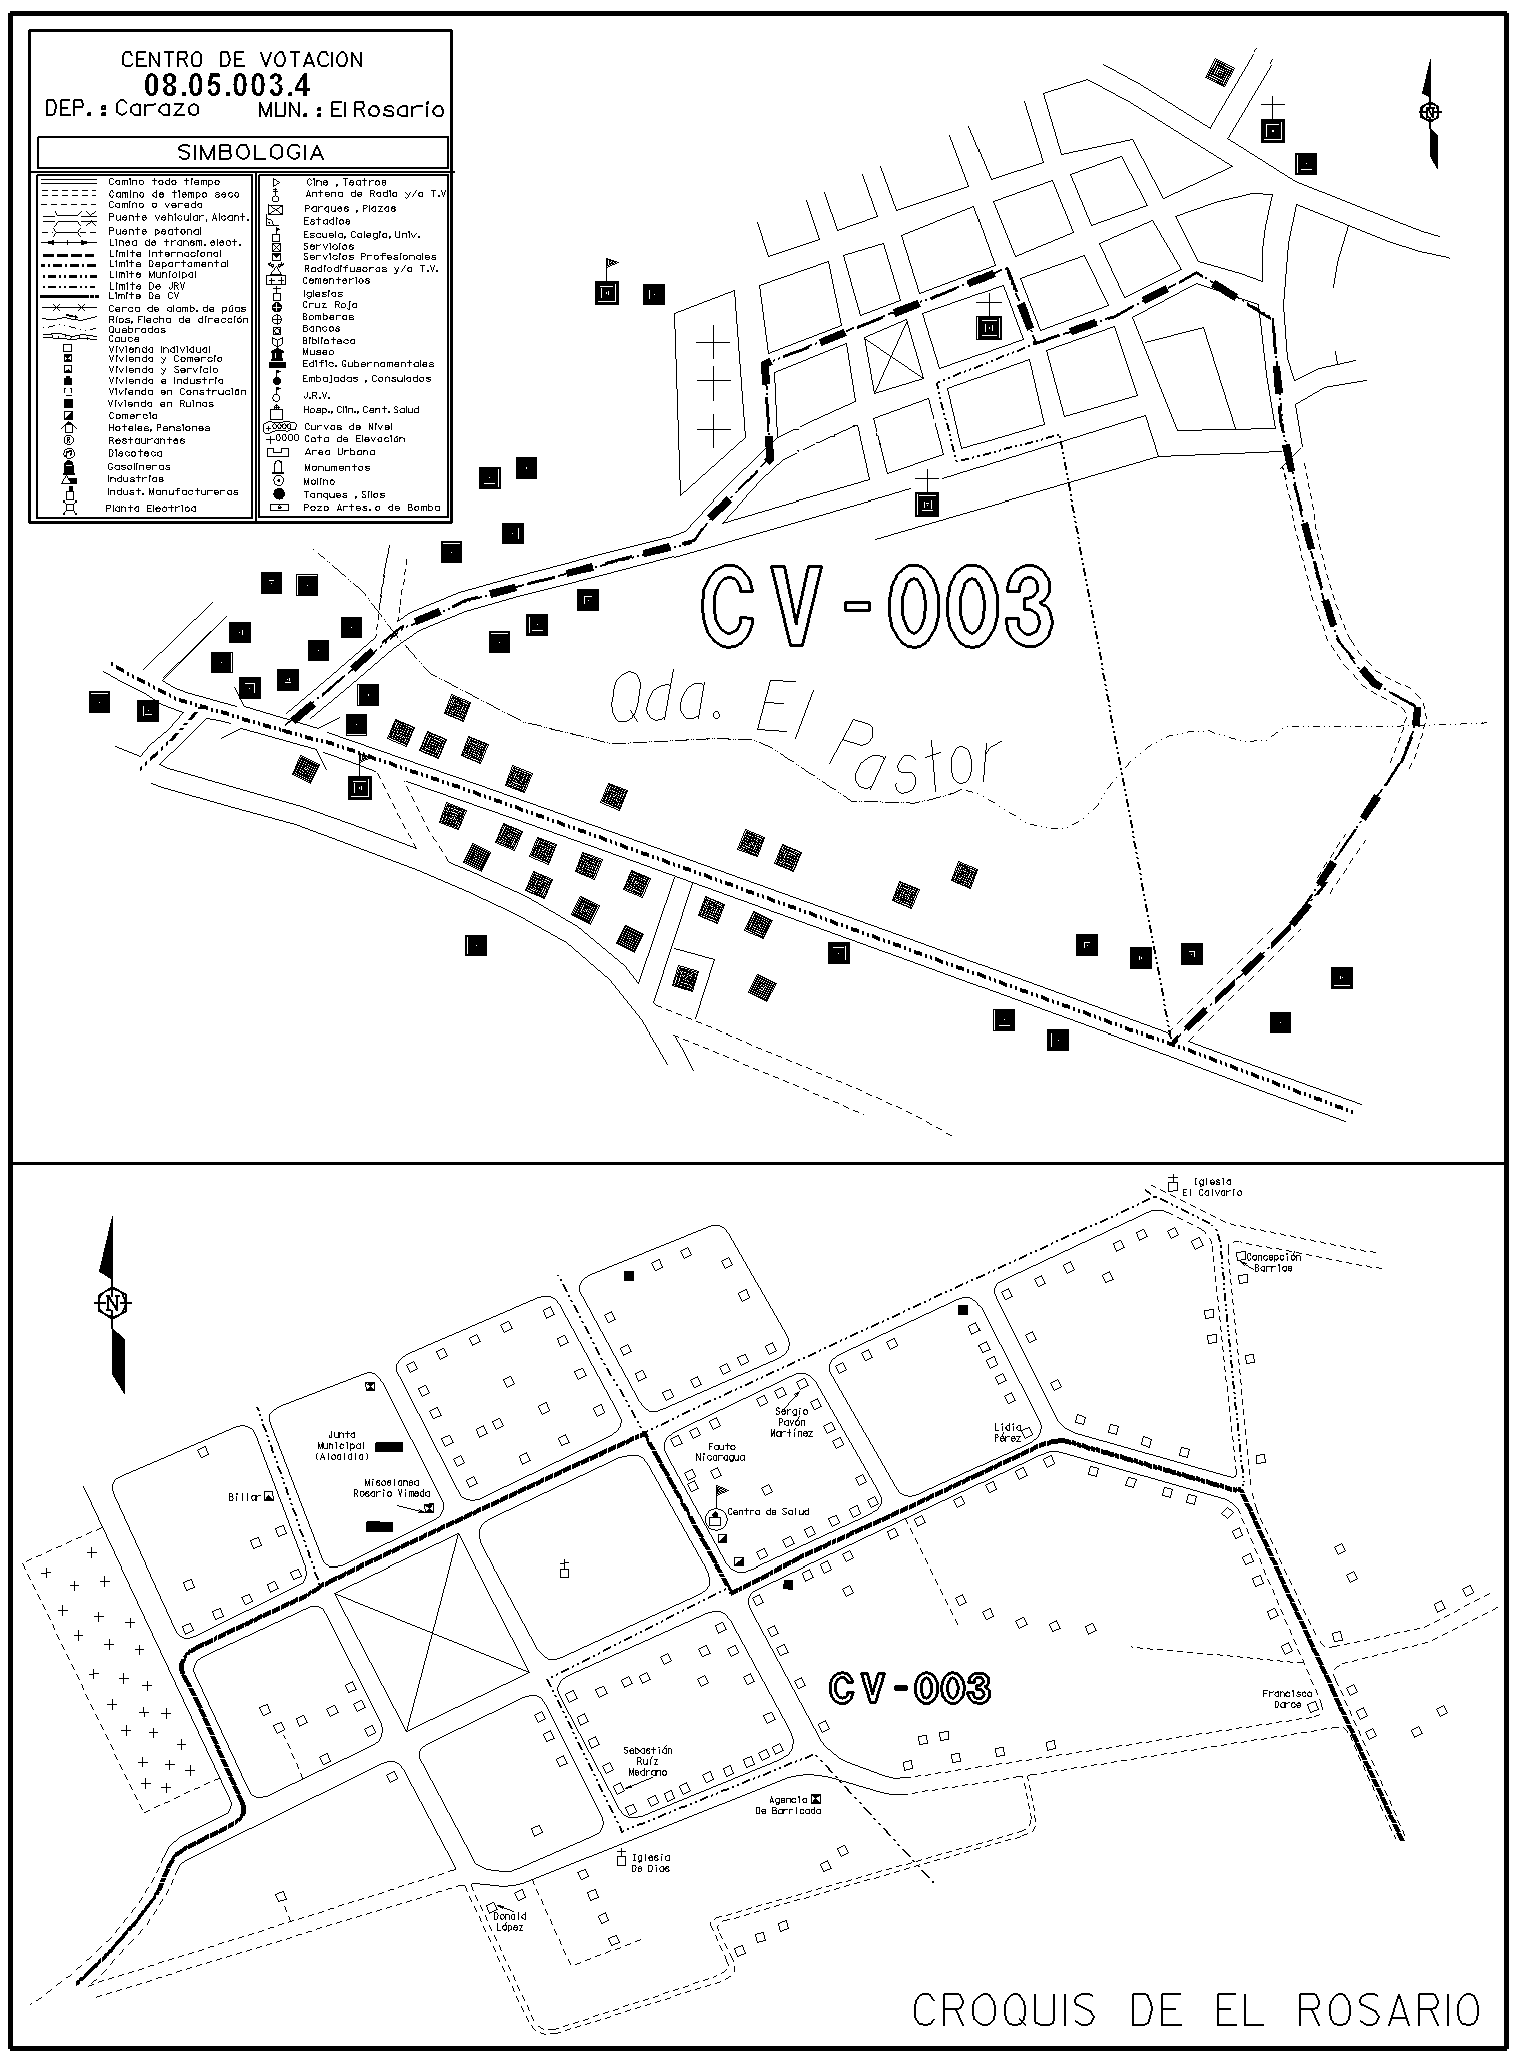 CENTRO DE VOTACION
08.05.003.4
DEP.: Carazo MUN.: El Rosario
SIMBOLOGIA
Camino todo tiempo
Camino de tiempo seco
Camino o vereda
Puente vehicular, Alcant.
Puente peatonal
Linea de transm. elect.
Limite Internacional
Limite Departamental
Limite Municipal
Limite De JRV
Limite De CV
Cerca de alamb. de púas
Ríos, Flecha de dirección
Quebradas
Cauce
Vivienda Individual
Vivienda y Comercio
Vivienda y Servicio
Vivienda e Industria
Vivienda en Construción
Vivienda en Ruinas
Comercio
Hoteles, Pensiones
Restaurantes
Discoteca
Gasolineras
Industrias
Indust. Manufactureras
Planta Electrica
Cine , Teatros
Antena de Radio y/o T.V
Parques , Plazas
Estadios
Escuela, Colegio, Univ.
Servicios
Servicios Profesionales
Radiodifusoras y/o T.V.
Cementerios
Iglesias
Cruz Roja
Bomberos
Bancos
Biblioteca
Museo
Edific. Gubernamentales
Embajadas , Consulados
J.R.V.
Hosp., Clin., Cent. Salud
Curvas de Nivel
Cota de Elevación
Area Urbana
Monumentos
Molino
Tanques , Silos
Pozo Artes. o de Bomba
N
CV-003
Qda. El Pastor
N
Iglesia
El Calvario
Concepción
Barrios
Sergio
Pavón
Martínez
Lidia
Pérez
Junta
Municipal
(Alcaldía)
Fauto
Nicaragua
Miscelanea
Rosario Vimeda
Billar
Centro de Salud
CV-003
Francisco
Darce
Sebastián
Ruíz
Medrano
Agencia
De Barricada
Iglesia
De Dios
Donald
López
CROQUIS DE EL ROSARIO